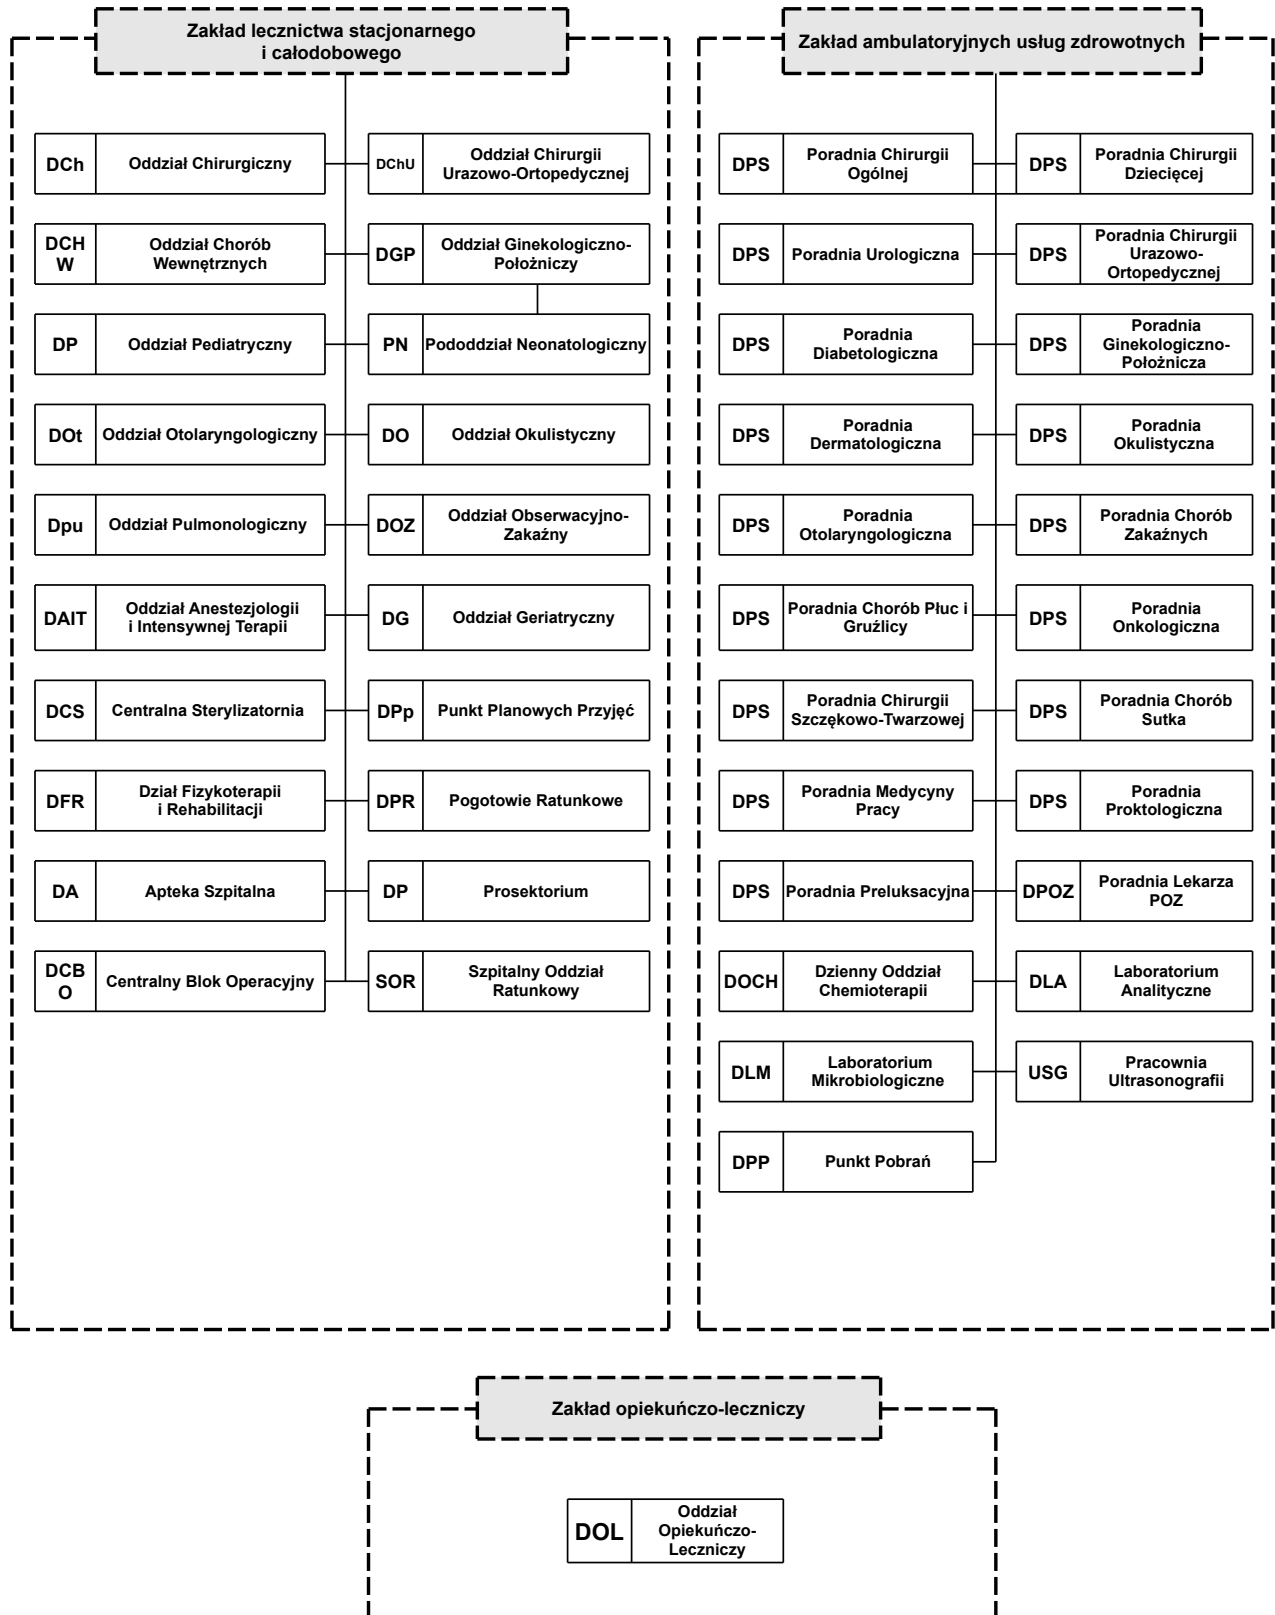 Zakład lecznictwa stacjonarnego
i całodobowego
DCh
Oddział Chirurgiczny
DChU
Oddział Chirurgii
Urazowo-Ortopedycznej
DCH
W
Oddział Chorób
Wewnętrznych
DGP
Oddział Ginekologiczno-
Położniczy
DP
Oddział Pediatryczny
PN
Pododdział Neonatologiczny
DOt
Oddział Otolaryngologiczny
DO
Oddział Okulistyczny
Dpu
Oddział Pulmonologiczny
DOZ
Oddział Obserwacyjno-
Zakaźny
DAIT
Oddział Anestezjologii
i Intensywnej Terapii
DG
Oddział Geriatryczny
DCS
Centralna Sterylizatornia
DPp
Punkt Planowych Przyjęć
DFR
Dział Fizykoterapii
i Rehabilitacji
DPR
Pogotowie Ratunkowe
DA
Apteka Szpitalna
DP
Prosektorium
DCB
O
Centralny Blok Operacyjny
SOR
Szpitalny Oddział
Ratunkowy
Zakład ambulatoryjnych usług zdrowotnych
DPS
Poradnia Chirurgii
Ogólnej
DPS
Poradnia Chirurgii
Dziecięcej
DPS
Poradnia Urologiczna
DPS
Poradnia Chirurgii
Urazowo-
Ortopedycznej
DPS
Poradnia
Diabetologiczna
DPS
Poradnia
Ginekologiczno-
Położnicza
DPS
Poradnia
Dermatologiczna
DPS
Poradnia
Okulistyczna
DPS
Poradnia
Otolaryngologiczna
DPS
Poradnia Chorób
Zakaźnych
DPS
Poradnia Chorób Płuc i
Gruźlicy
DPS
Poradnia
Onkologiczna
DPS
Poradnia Chirurgii
Szczękowo-Twarzowej
DPS
Poradnia Chorób
Sutka
DPS
Poradnia Medycyny
Pracy
DPS
Poradnia
Proktologiczna
DPS
Poradnia Preluksacyjna
DPOZ
Poradnia Lekarza
POZ
DOCH
Dzienny Oddział
Chemioterapii
DLA
Laboratorium
Analityczne
DLM
Laboratorium
Mikrobiologiczne
USG
Pracownia
Ultrasonografii
DPP
Punkt Pobrań
Zakład opiekuńczo-leczniczy
DOL
Oddział
Opiekuńczo-
Leczniczy